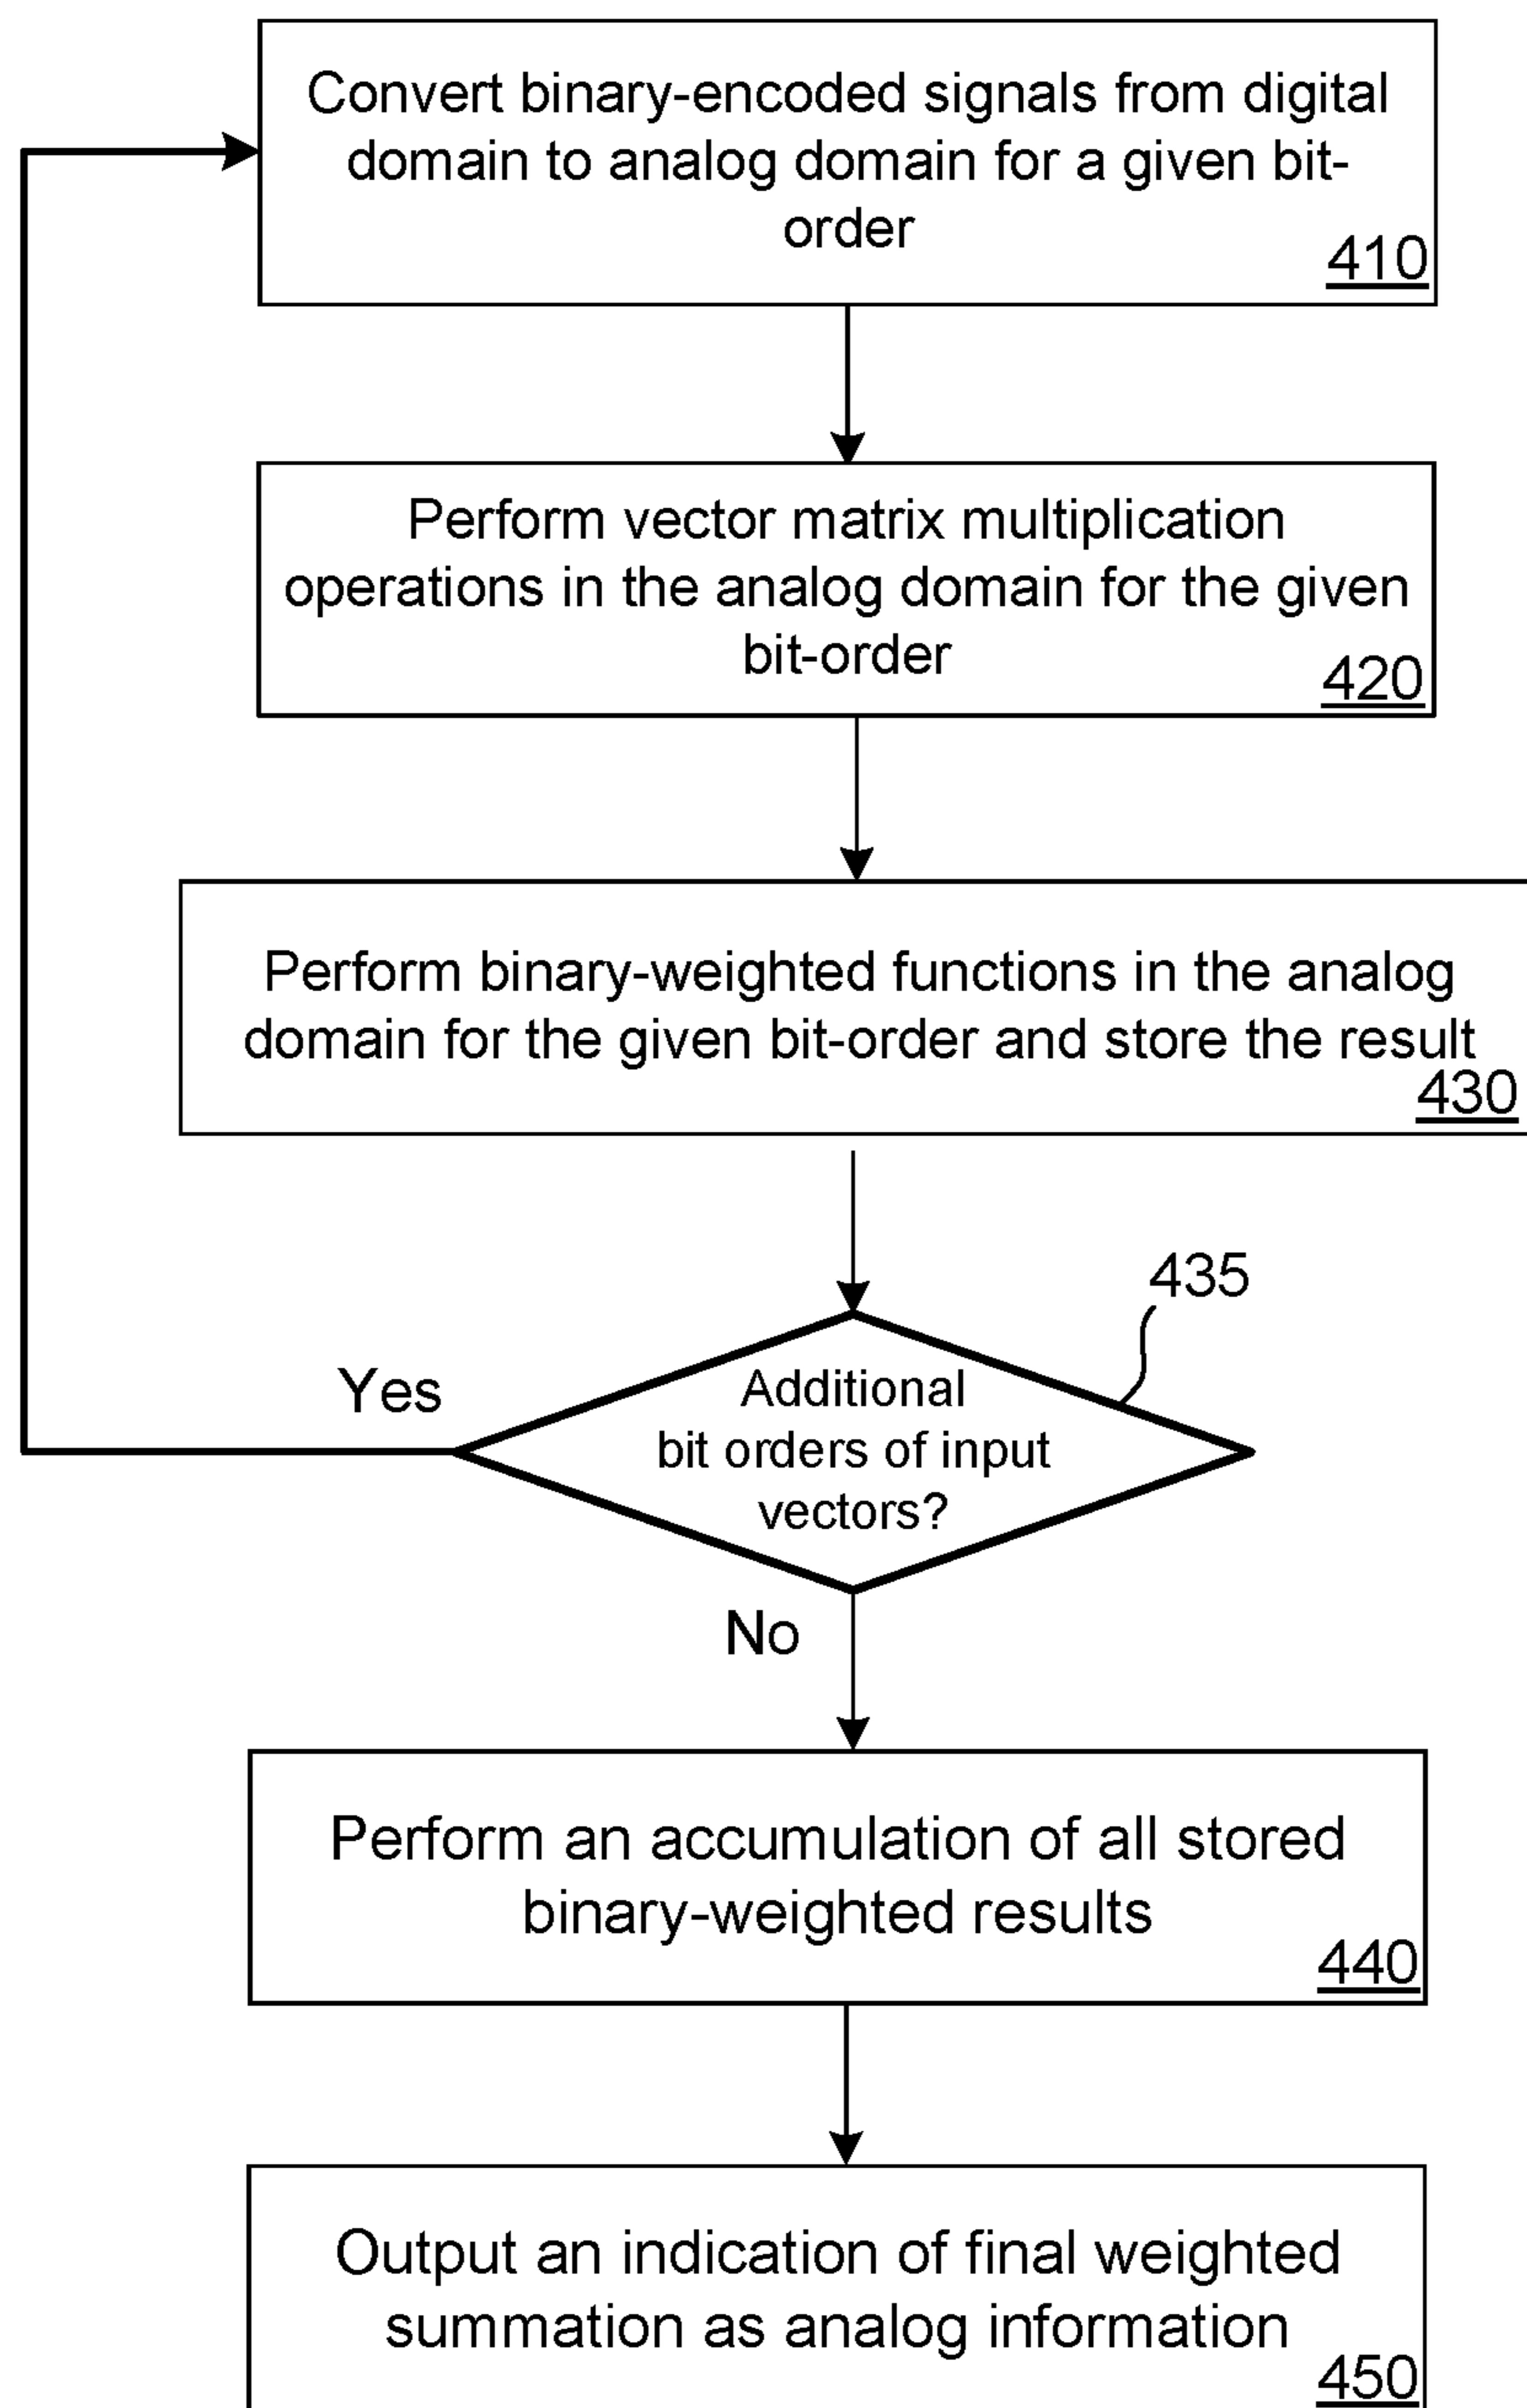 Convert binary-encoded signals from digital
domain to analog domain for a given bit-
order
410
Perform vector matrix multiplication
operations in the analog domain for the given
bit-order
420
Perform binary-weighted functions in the analog
domain for the given bit-order and store the result
430
435
Yes
Additional
bit orders of input
vectors?
No
Perform an accumulation of all stored
binary-weighted results
440
Output an indication of final weighted
summation as analog information
450